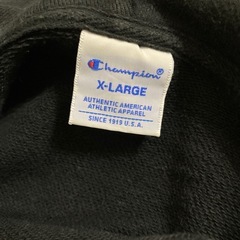 Champion
X-LARGE
AUTHENTIC AMERICAN
ATHLETIC APPAREL
SINCE 1919 U.S.A.